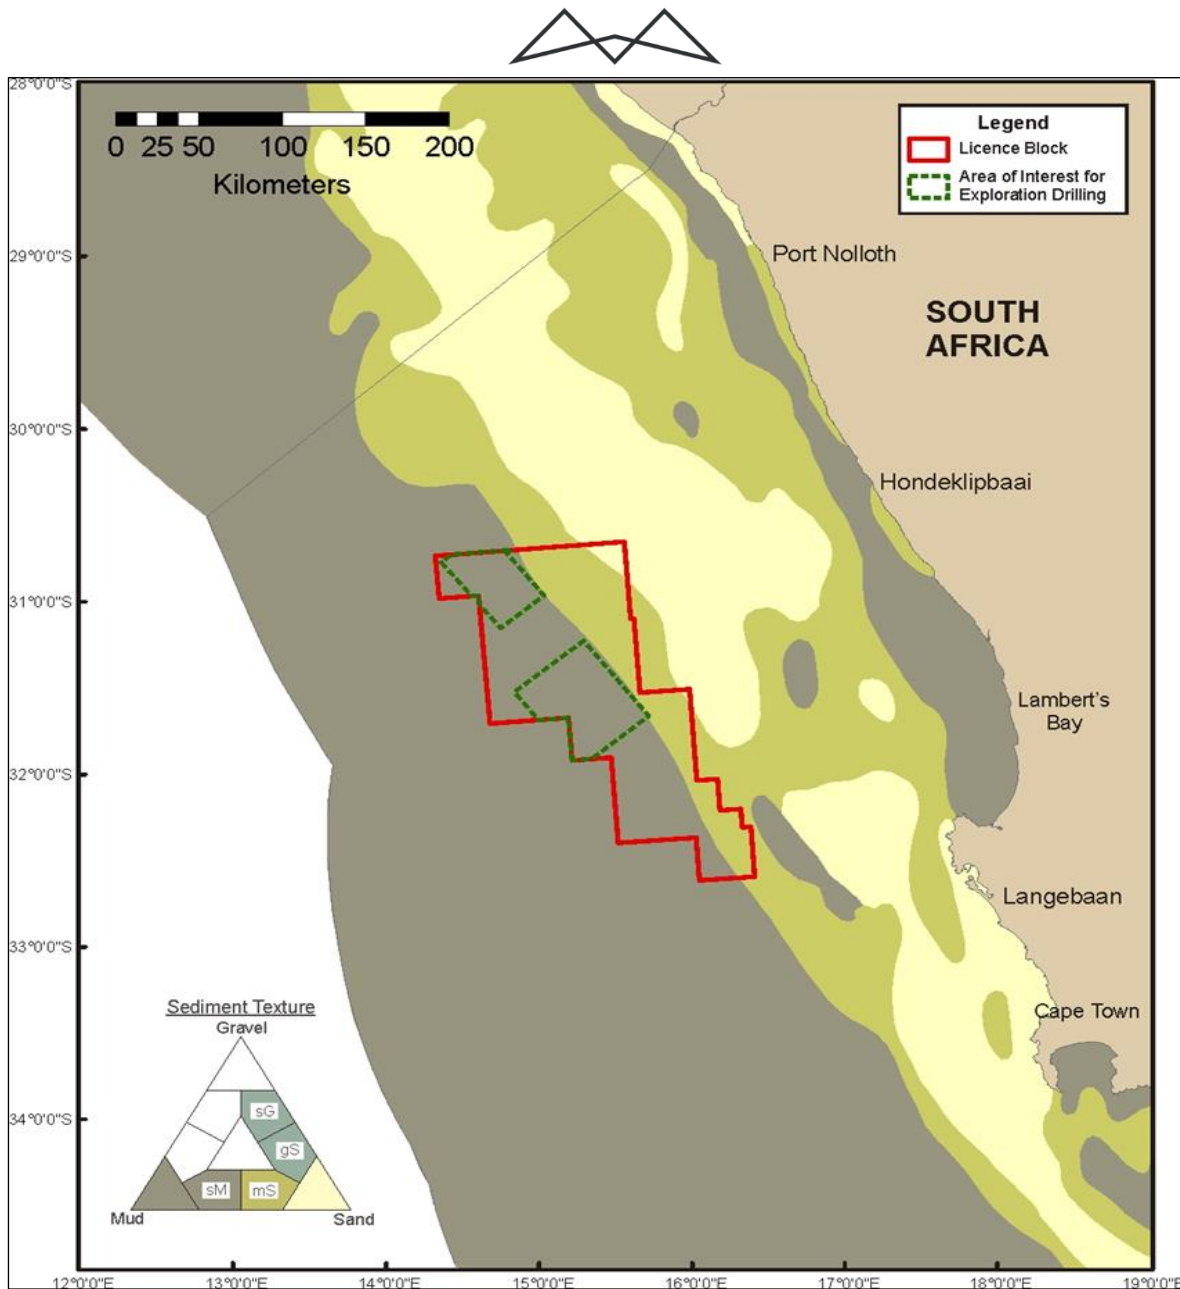 28°0'0"S
29°0'0"S
30°0'0"S
31°0'0"S
32°0'0"S
33°0'0"S
34°0'0"S
0 25 50 100 150 200
Kilometers
Legend
Licence Block
Area of Interest for
Exploration Drilling
Port Nolloth
SOUTH
AFRICA
Hondeklipbaai
Lambert's
Bay
Langebaan
Cape Town
Sediment Texture
Gravel
sG
gS
sM mS
Mud Sand
12°0'0"E 13°0'0"E 14°0'0"E 15°0'0"E 16°0'0"E 17°0'0"E 18°0'0"E 19°0'0"E